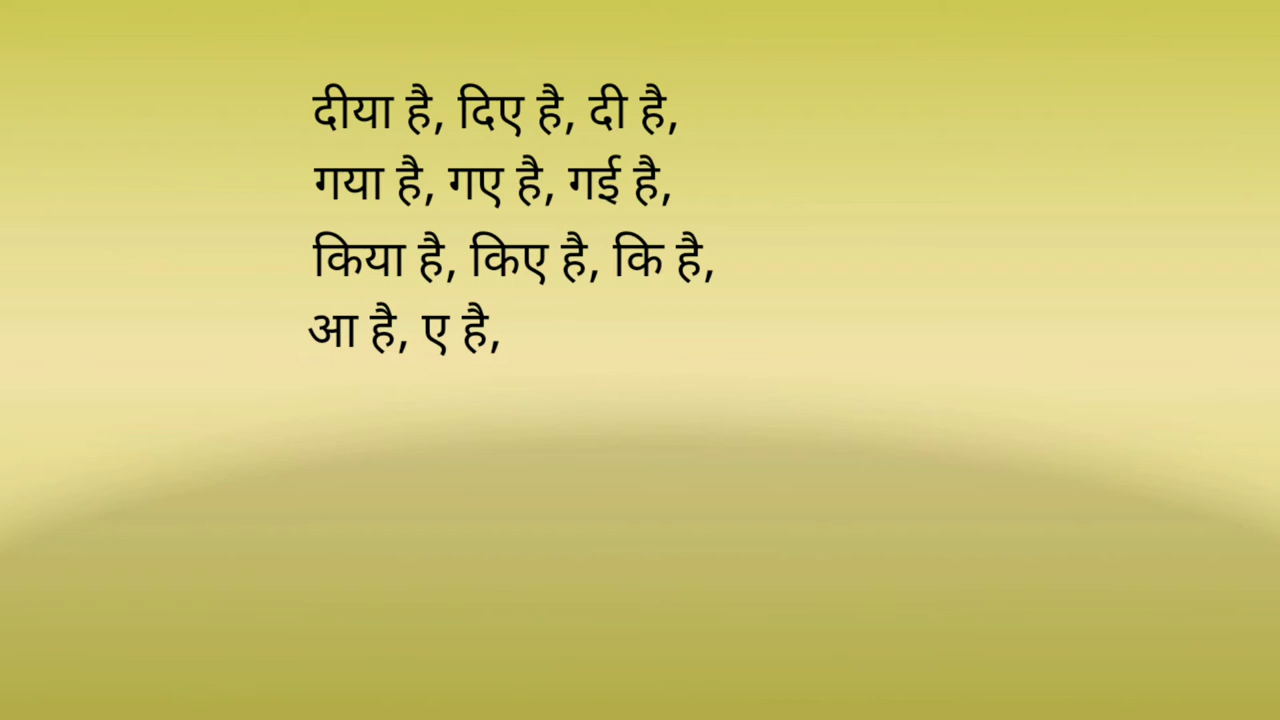 दीया है, दिए है, दी है,
गया है, गए है, गई है,
किया है, किए है, कि है,
आ है, ए है,